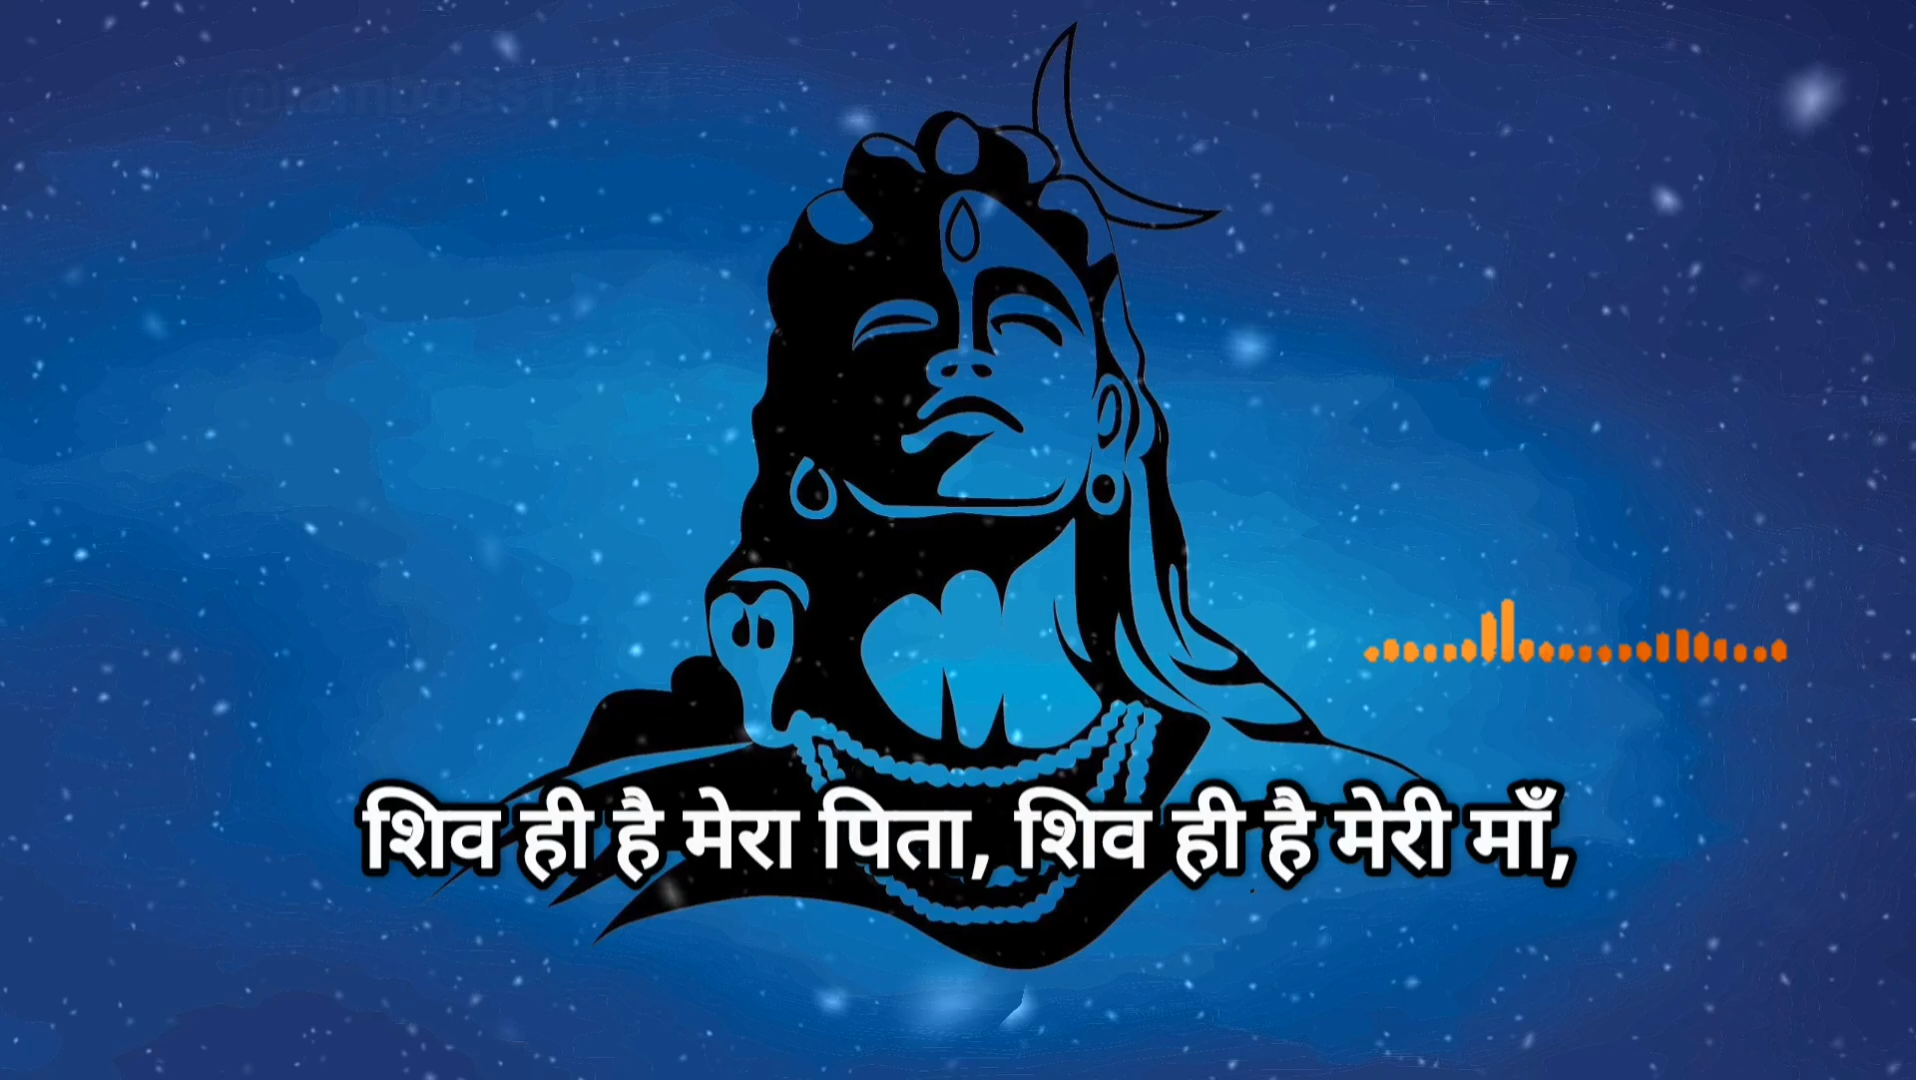 शिव ही है मेरा पिता, शिव ही है मेरी माँ,